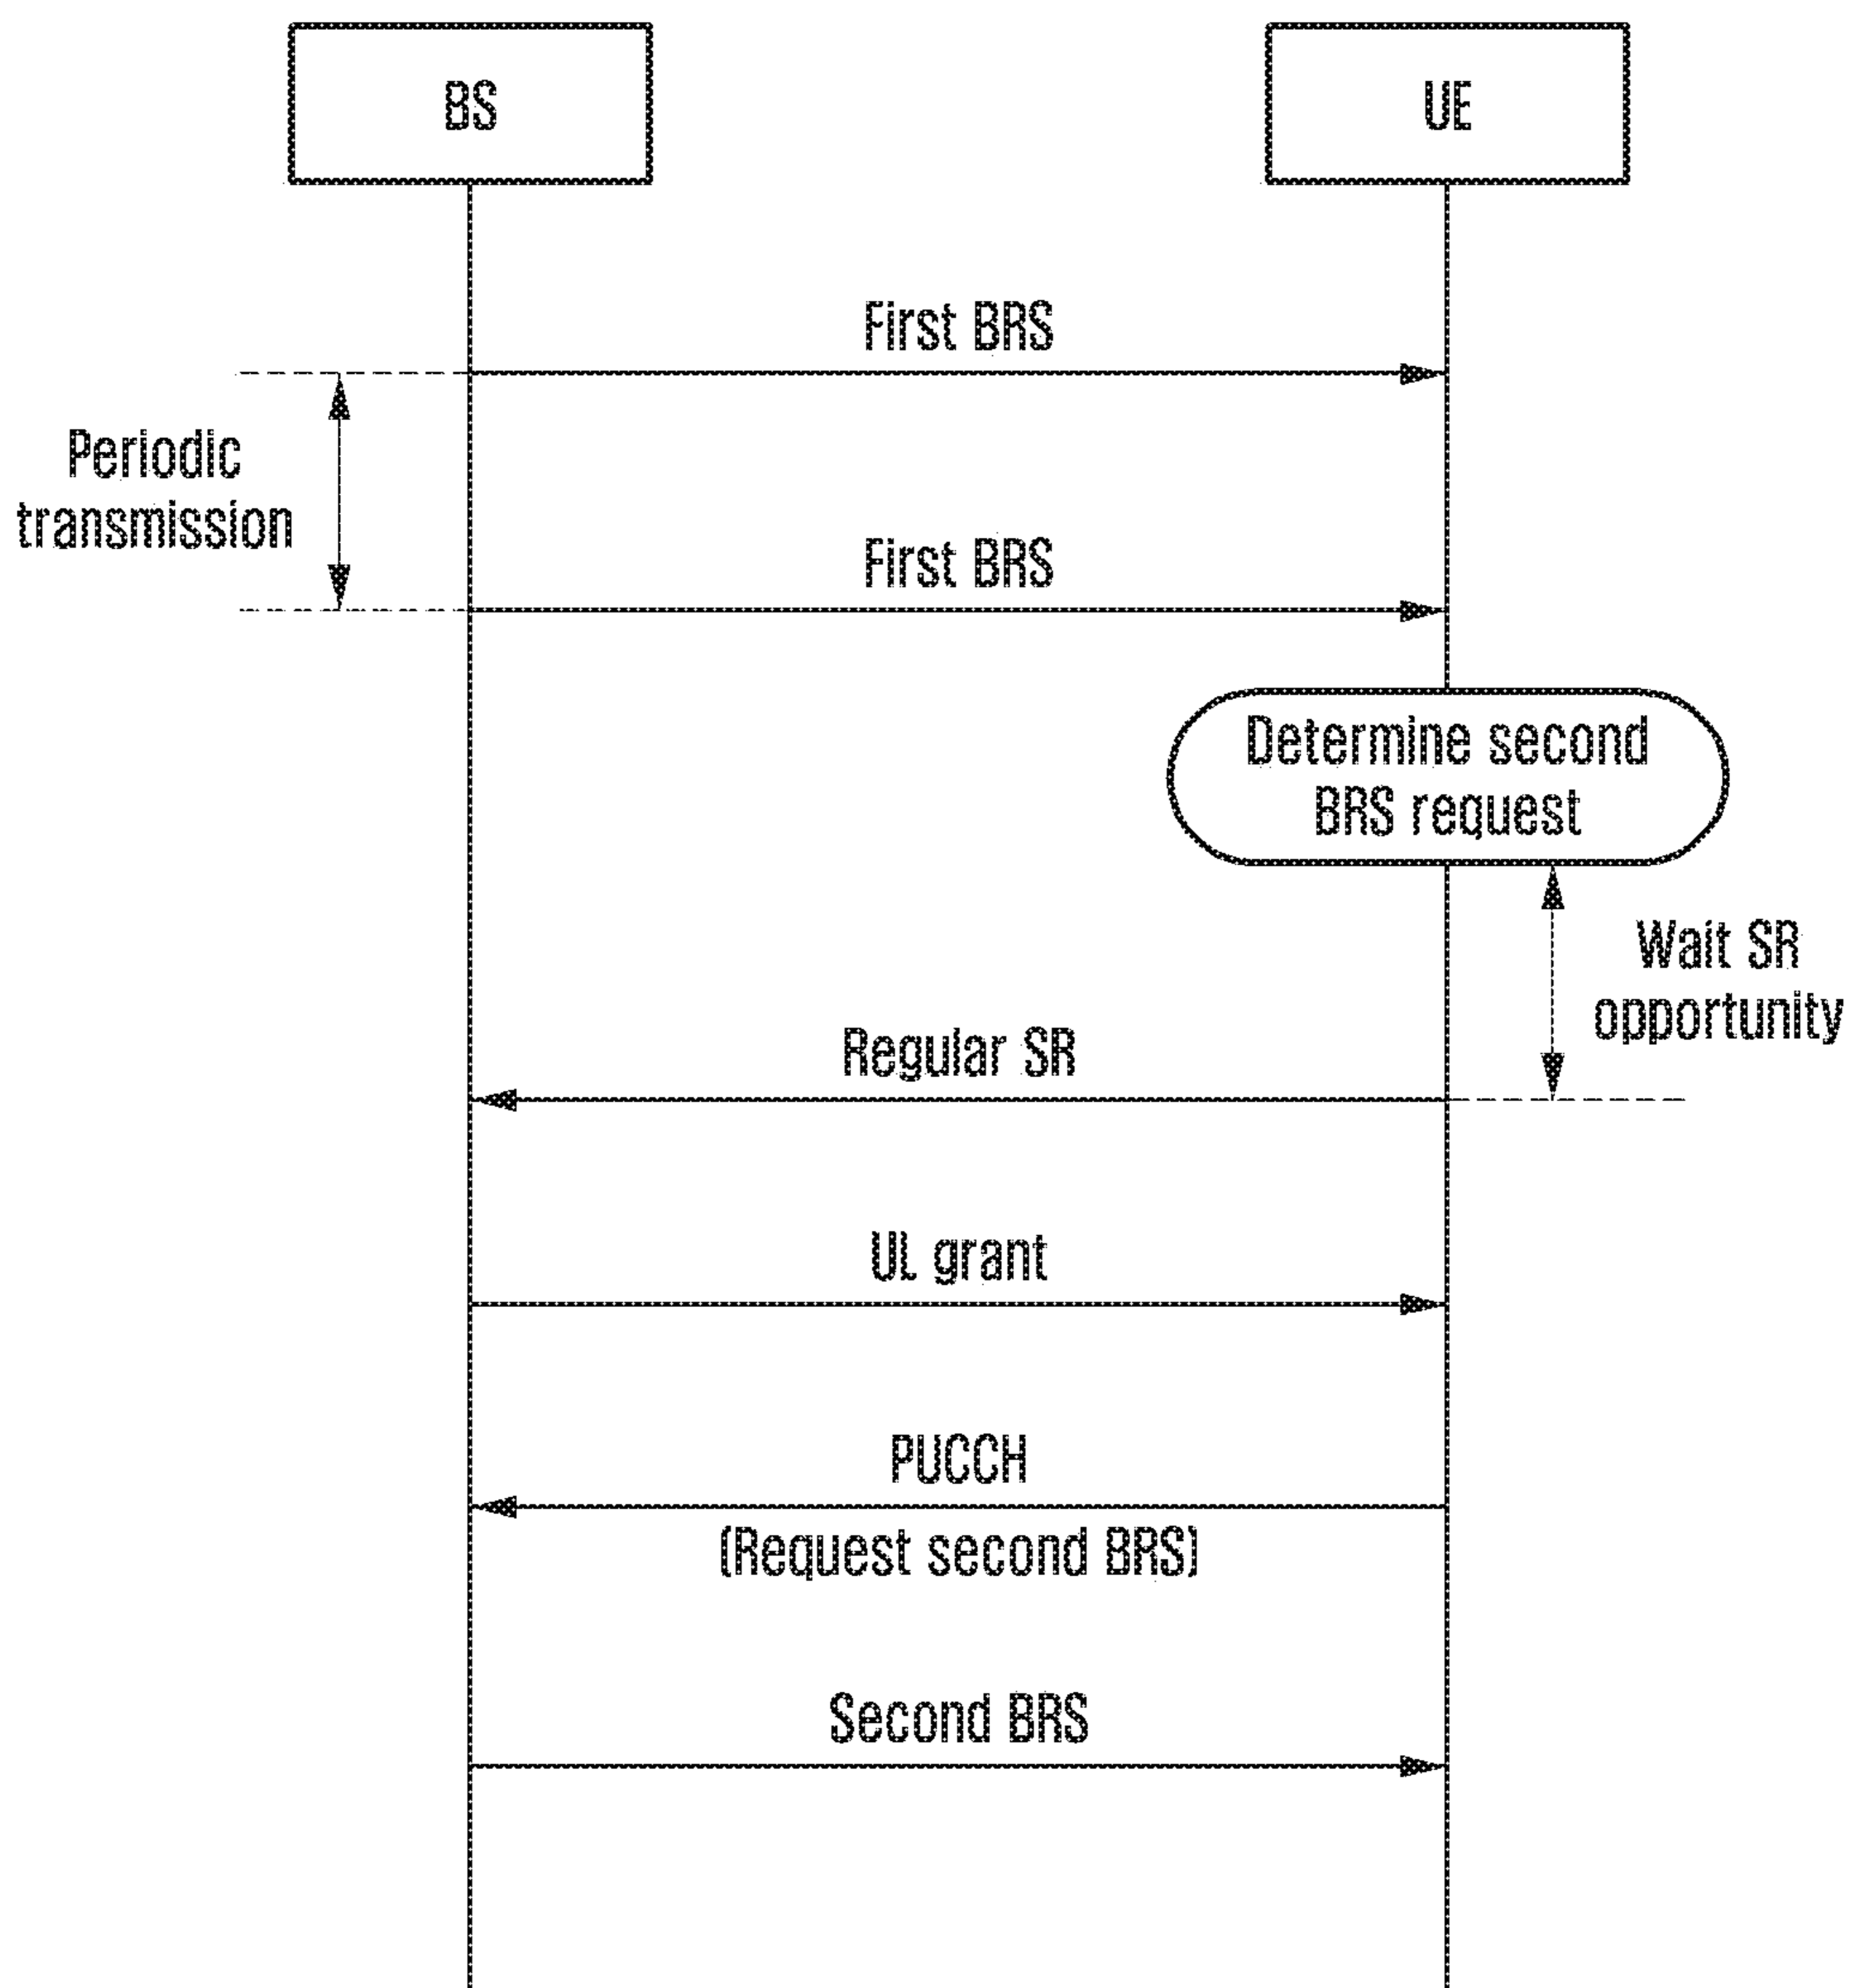 BS
UE
First BRS
Periodic
transmission
First BRS
Determine second
BRS request
Wait SR
opportunity
Regular SR
UL grant
PUCCH
(Request second BRS)
Second BRS